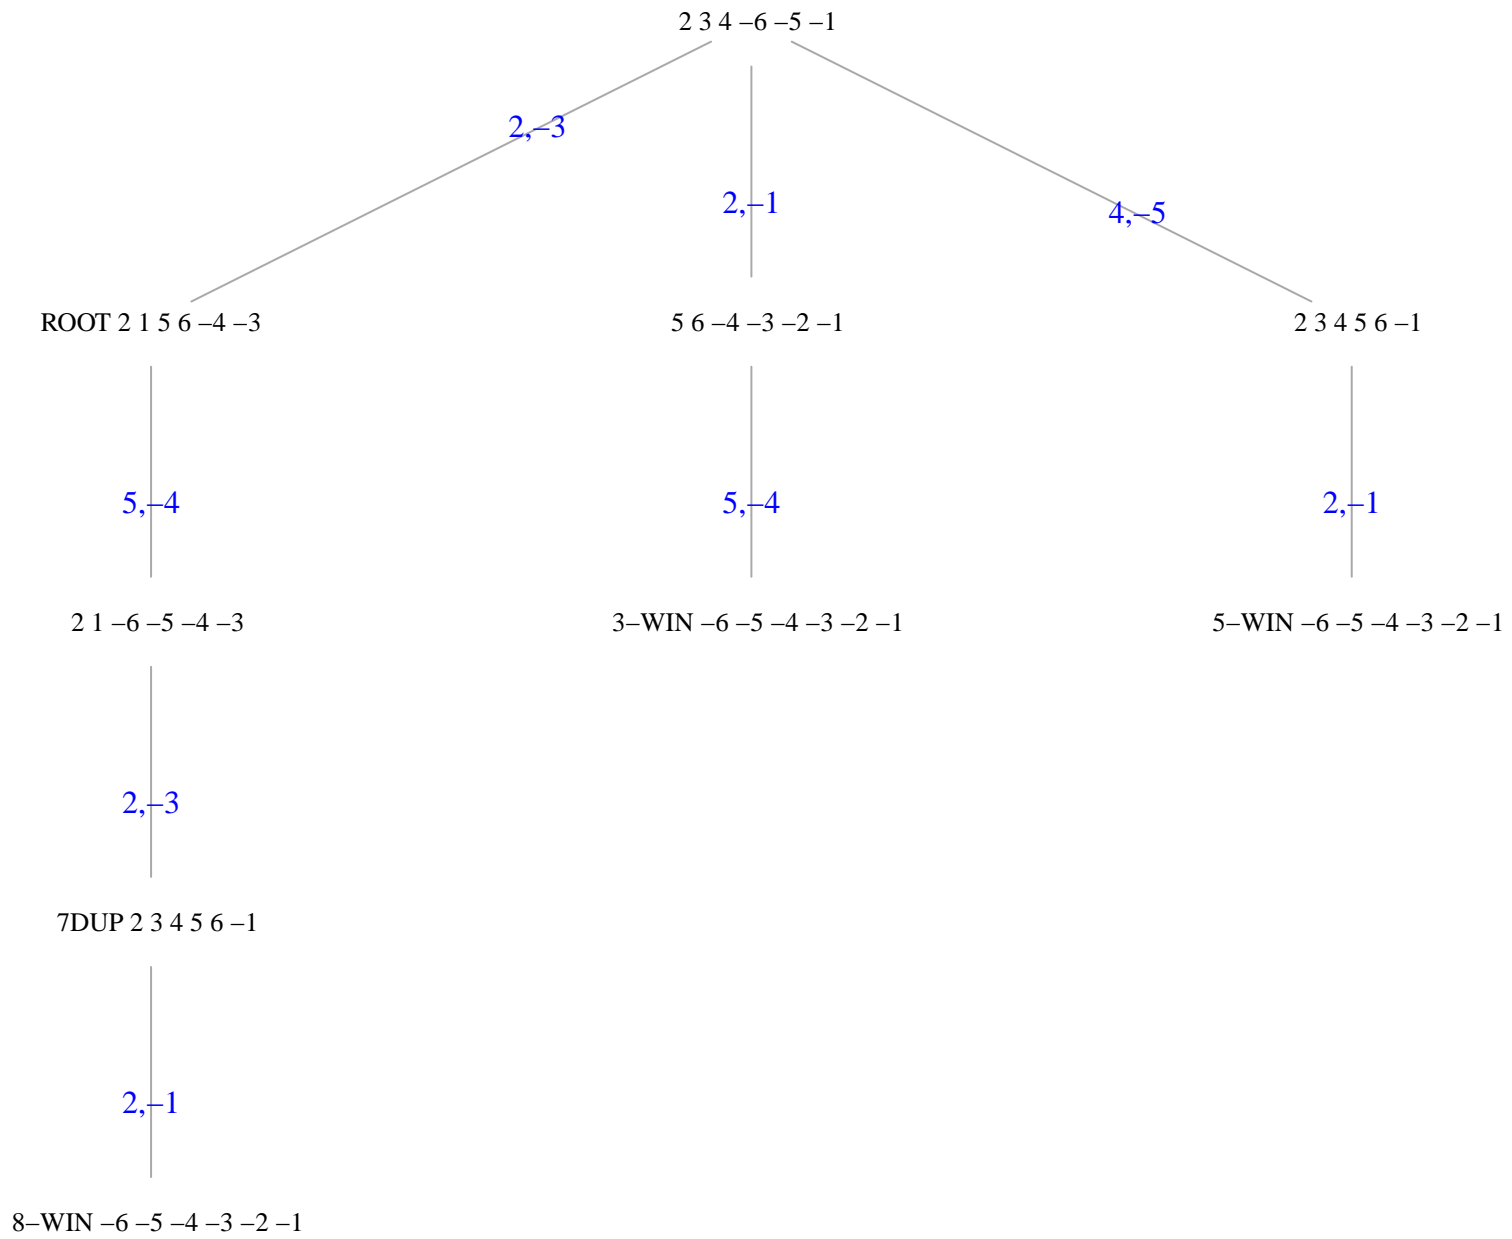 2 3 4 –6 –5 –1
2,–3
2,–1
4,–5
ROOT 2 1 5 6 –4 –3
5 6 –4 –3 –2 –1
2 3 4 5 6 –1
5,–4
5,–4
2,–1
2 1 –6 –5 –4 –3
3–WIN –6 –5 –4 –3 –2 –1
5–WIN –6 –5 –4 –3 –2 –1
2,–3
7DUP 2 3 4 5 6 –1
2,–1
8–WIN –6 –5 –4 –3 –2 –1